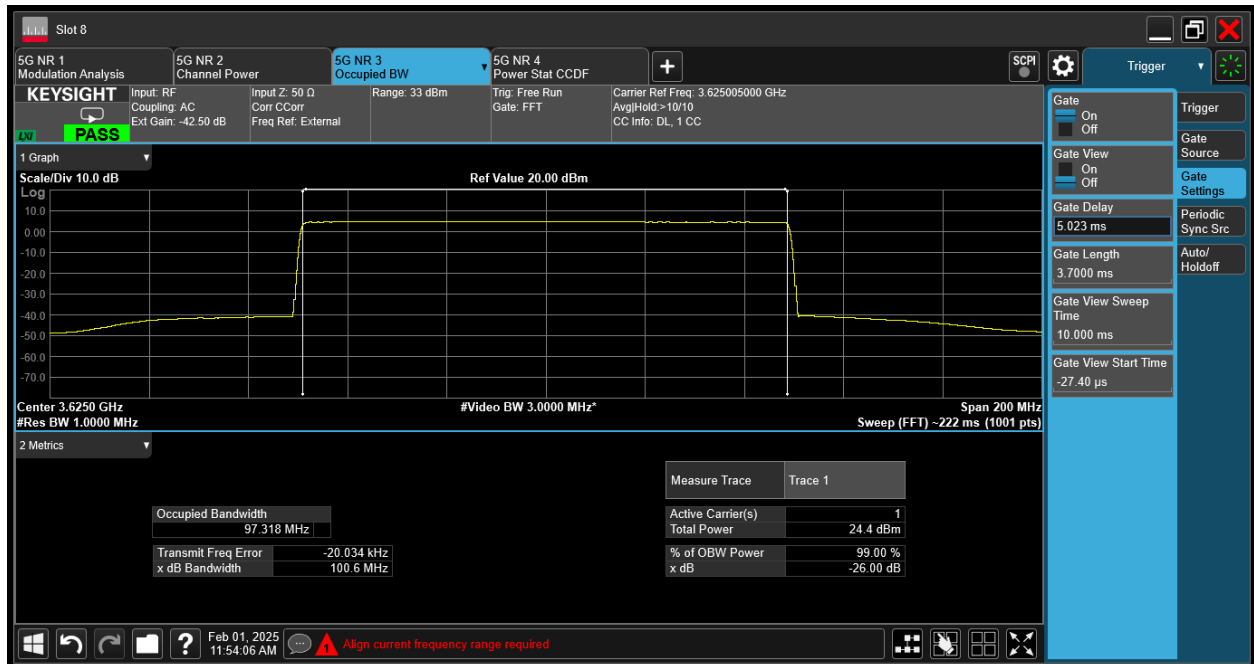 Slot 8
5G NR 1
Modulation Analysis
5G NR 2
Channel Power
5G NR 3
Occupied BW
5G NR 4
Power Stat CCDF
SCPI
Trigger
KEYSIGHT
LXI
PASS
Input: RF
Coupling: AC
Ext Gain: -42.50 dB
Input Z: 50 Ω
Corr CCorr
Freq Ref: External
Range: 33 dBm
Trig: Free Run
Gate: FFT
Carrier Ref Freq: 3.625005000 GHz
Avg|Hold:>10/10
CC Info: DL, 1 CC
1 Graph
Scale/Div 10.0 dB
Ref Value 20.00 dBm
Log
10.0
0.00
-10.0
-20.0
-30.0
-40.0
-50.0
-60.0
-70.0
Center 3.6250 GHz
#Video BW 3.0000 MHz*
Span 200 MHz
#Res BW 1.0000 MHz
Sweep (FFT) ~222 ms (1001 pts)
2 Metrics
Measure Trace Trace 1
Occupied Bandwidth
97.318 MHz
Transmit Freq Error -20.034 kHz
x dB Bandwidth 100.6 MHz
Active Carrier(s) 1
Total Power 24.4 dBm
% of OBW Power 99.00 %
x dB -26.00 dB
Gate
On
Off
Gate View
On
Off
Gate Delay
5.023 ms
Gate Length
3.7000 ms
Gate View Sweep
Time
10.000 ms
Gate View Start Time
-27.40 µs
Trigger
Gate
Source
Gate
Settings
Periodic
Sync Src
Auto/
Holdoff
?
Feb 01, 2025
11:54:06 AM
1
Align current frequency range required